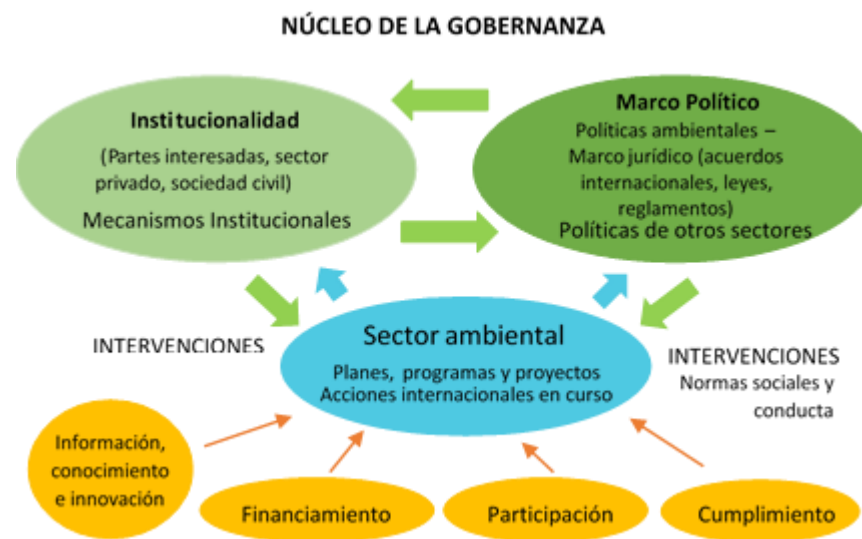 NÚCLEO DE LA GOBERNANZA
Institucionalidad
(Partes interesadas, sector
privado, sociedad civil)
Mecanismos Institucionales
Marco Político
Políticas ambientales –
Marco jurídico (acuerdos
internacionales, leyes,
reglamentos)
Políticas de otros sectores
INTERVENCIONES
Sector ambiental
Planes, programas y proyectos
Acciones internacionales en curso
INTERVENCIONES
Normas sociales y
conducta
Información,
conocimiento
e innovación
Financiamiento
Participación
Cumplimiento